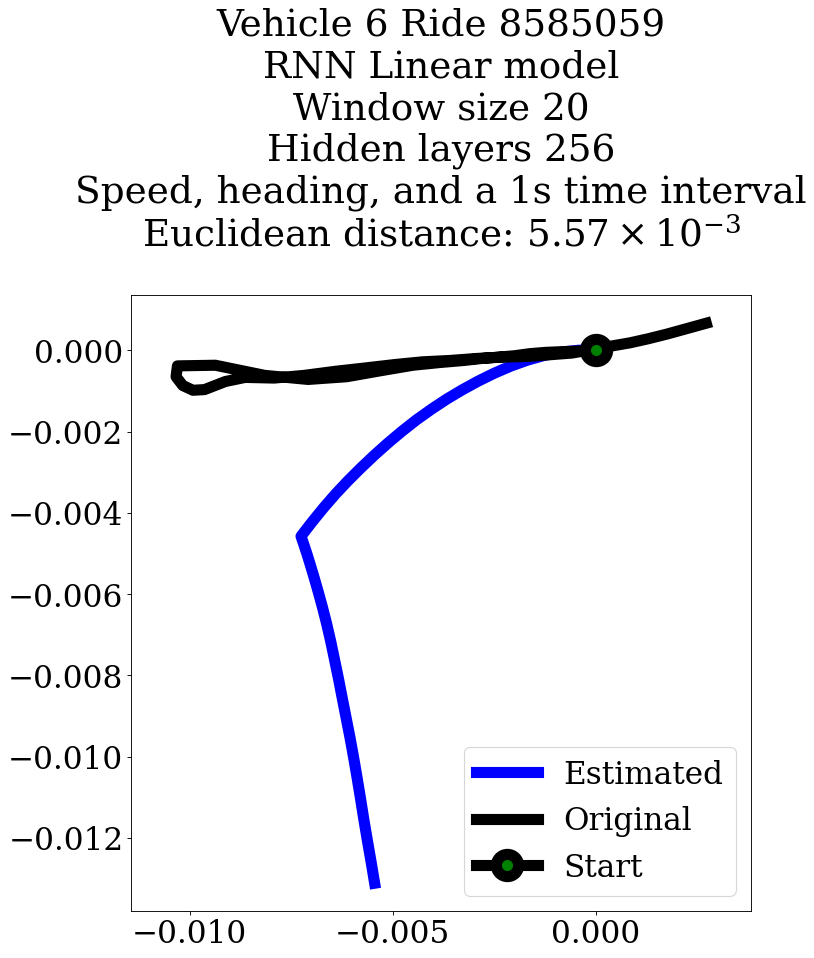 Vehicle 6 Ride 8585059
RNN Linear model
Window size 20
Hidden layers 256
Speed, heading, and a 1s time interval
Euclidean distance: 5.57 × 10⁻³
0.000
−0.002
−0.004
−0.006
−0.008
−0.010
−0.012
Estimated
Original
Start
−0.010
−0.005
0.000